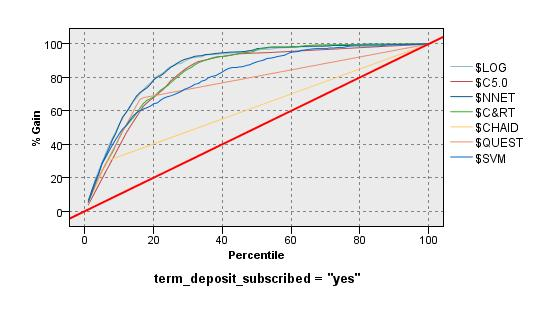 100
80
60
40
20
0
% Gain
0 20 40 60 80 100
Percentile
term_deposit_subscribed = "yes"
$LOG
$C5.0
$NNET
$C&RT
$CHAID
$QUEST
$SVM